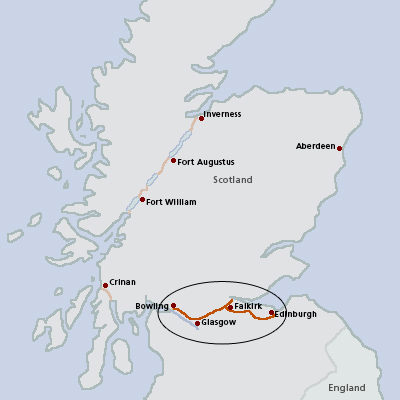 Inverness
Aberdeen
Fort Augustus
Scotland
Fort William
Crinan
Bowling
Falkirk
Edinburgh
Glasgow
England